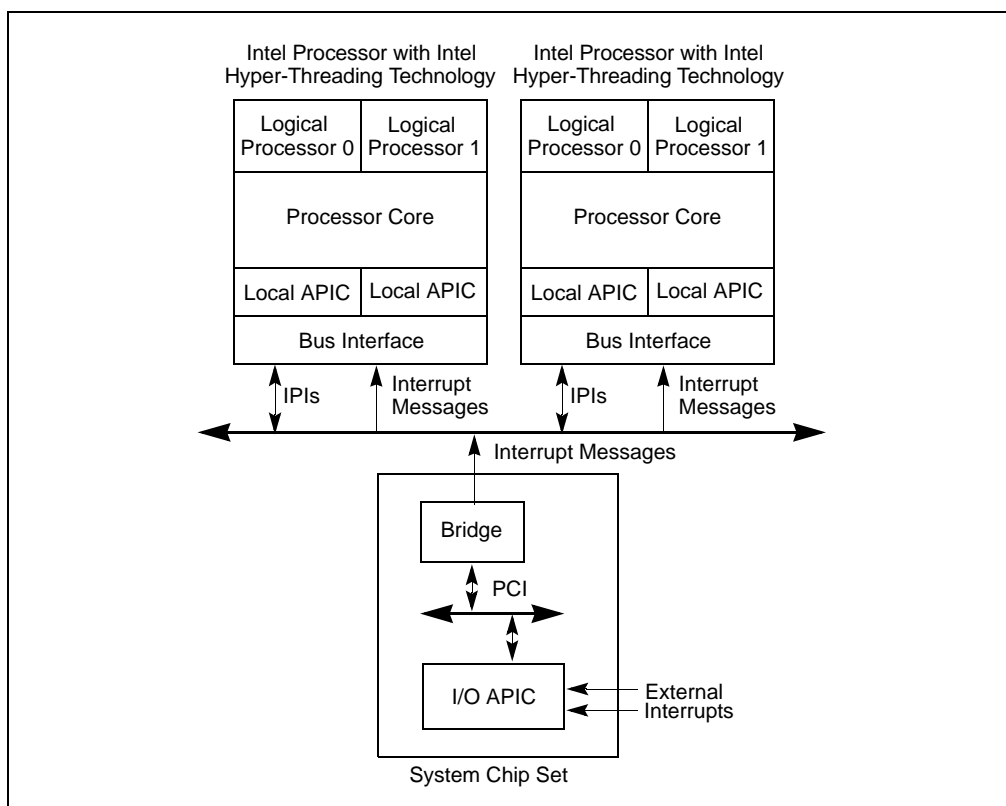 Intel Processor with Intel
Hyper-Threading Technology
Intel Processor with Intel
Hyper-Threading Technology
Logical
Processor 0
Logical
Processor 1
Logical
Processor 0
Logical
Processor 1
Processor Core
Processor Core
Local APIC
Local APIC
Local APIC
Local APIC
Bus Interface
Bus Interface
IPIs
Interrupt
Messages
IPIs
Interrupt
Messages
Interrupt Messages
Bridge
PCI
I/O APIC
External
Interrupts
System Chip Set